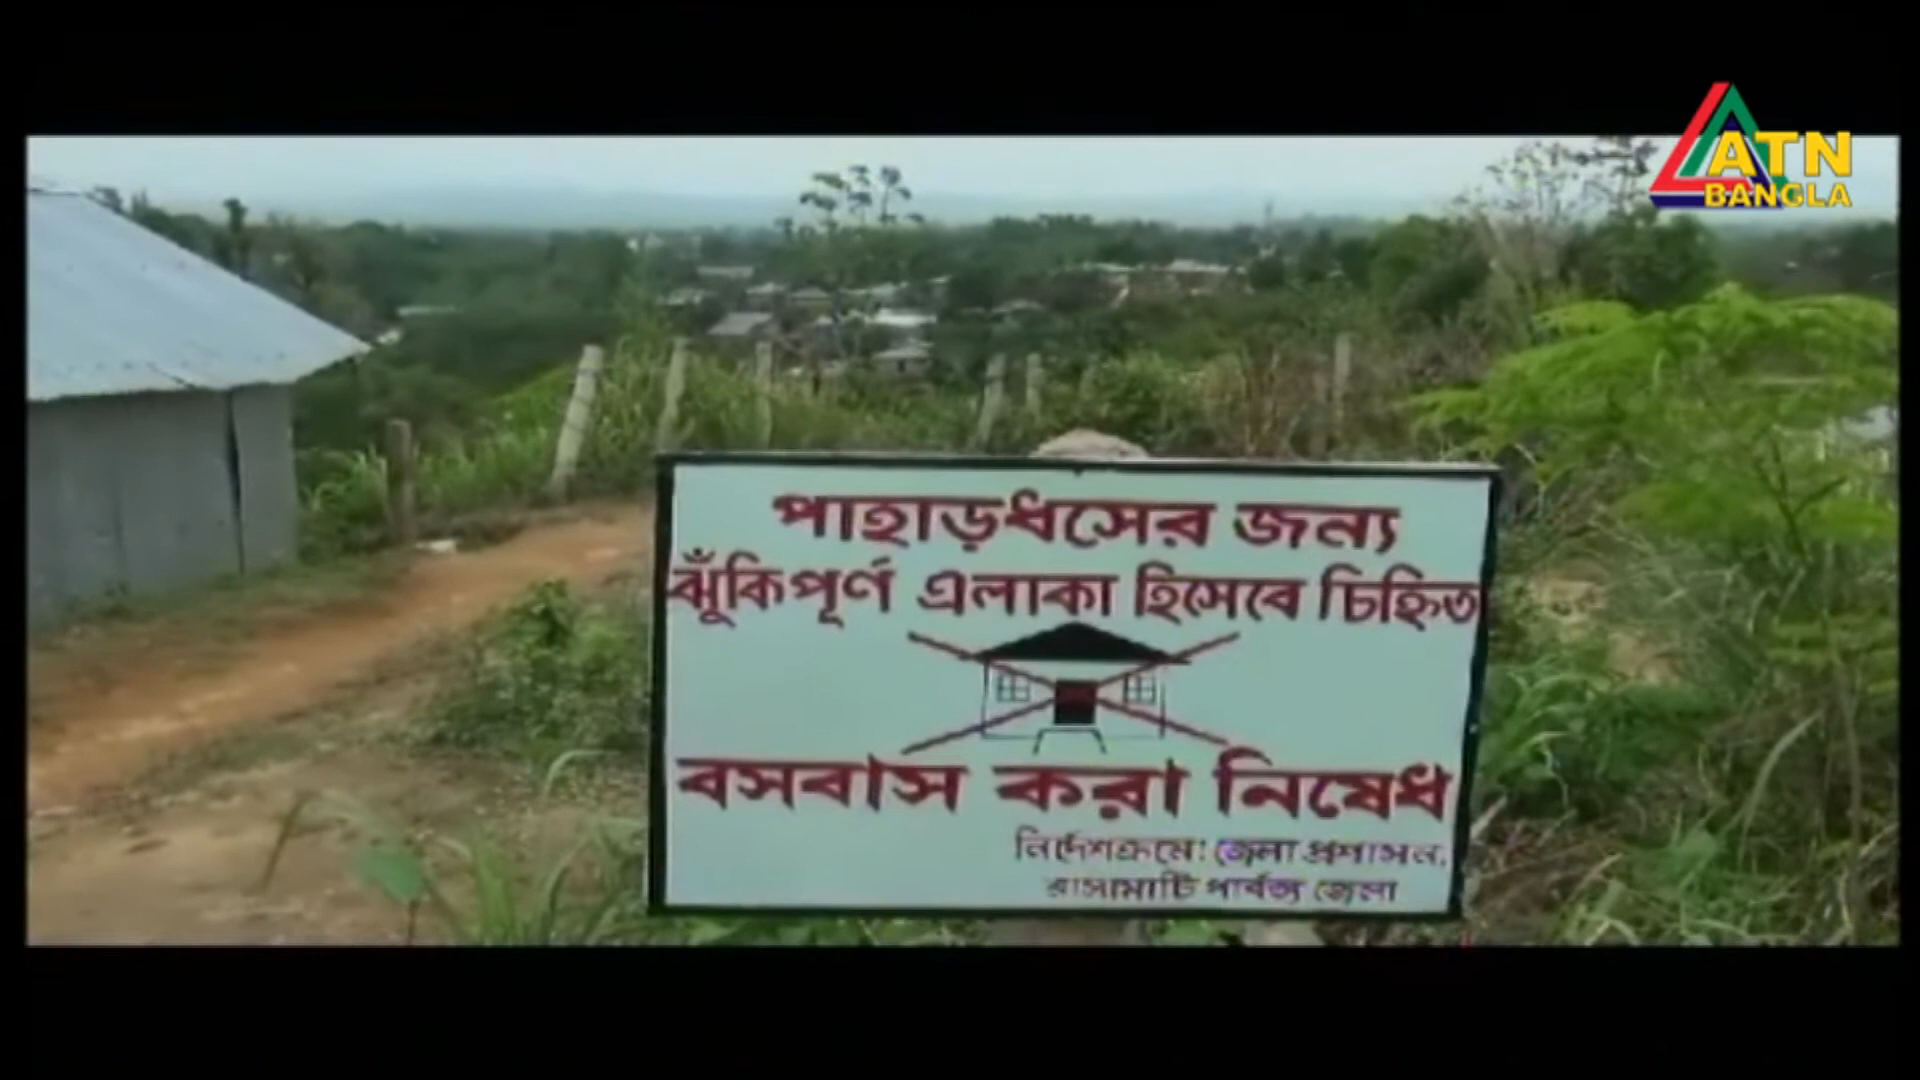 ATN
BANGLA
পাহাড়ধসের জন্য
ঝুঁকিপূর্ণ এলাকা হিসেবে চিহ্নিত
বসবাস করা নিষেধ
নির্দেশক্রমে: জেলা প্রশাসন,
রাঙ্গামাটি পার্বত্য জেলা